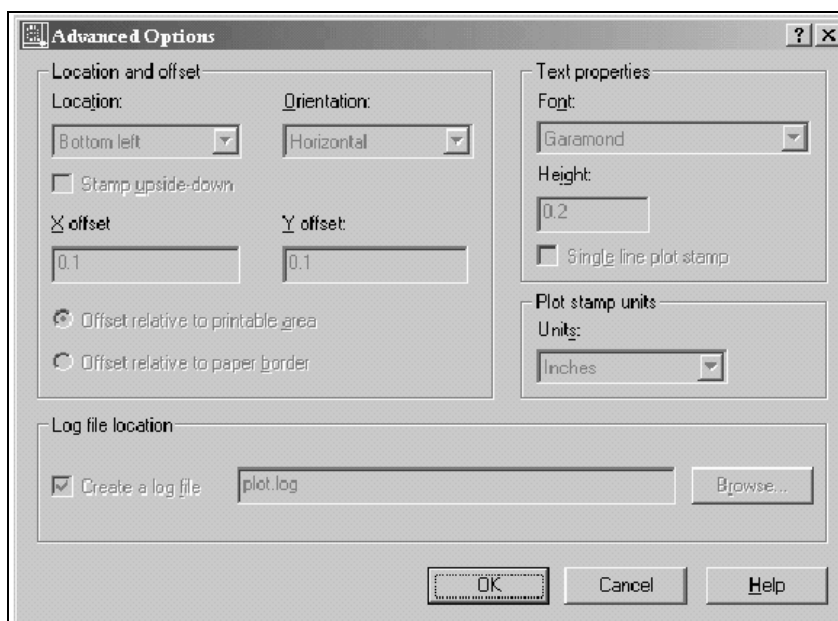 Advanced Options
Location and offset
Location:
Orientation:
Bottom left
Horizontal
Stamp upside-down
X offset
Y offset:
0.1
0.1
Offset relative to printable area
Offset relative to paper border
Text properties
Font:
Garamond
Height:
0.2
Single line plot stamp
Plot stamp units
Units:
Inches
Log file location
Create a log file
plot.log
Browse...
OK
Cancel
Help